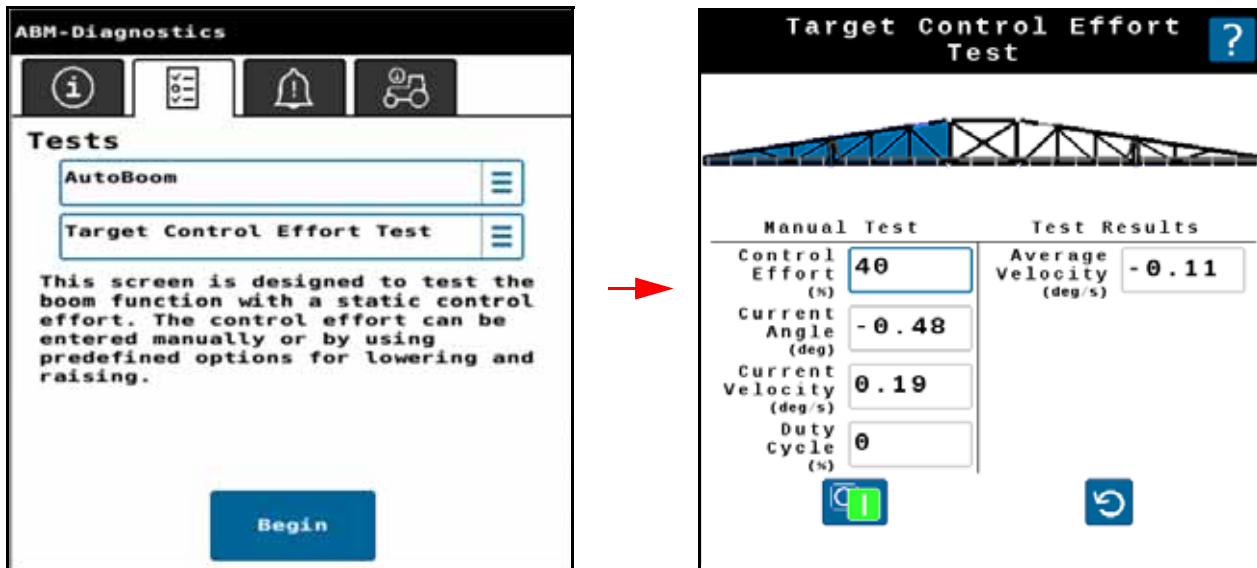 ABM-Diagnostics
Tests
AutoBoom
Target Control Effort Test
This screen is designed to test the
boom function with a static control
effort. The control effort can be
entered manually or by using
predefined options for lowering and
raising.
Begin
Target Control Effort
Test
?
Manual Test
Control
Effort
(%)
40
Current
Angle
(deg)
-0.48
Current
Velocity
(deg/s)
0.19
Duty
Cycle
(%)
0
Test Results
Average
Velocity
(deg/s)
-0.11